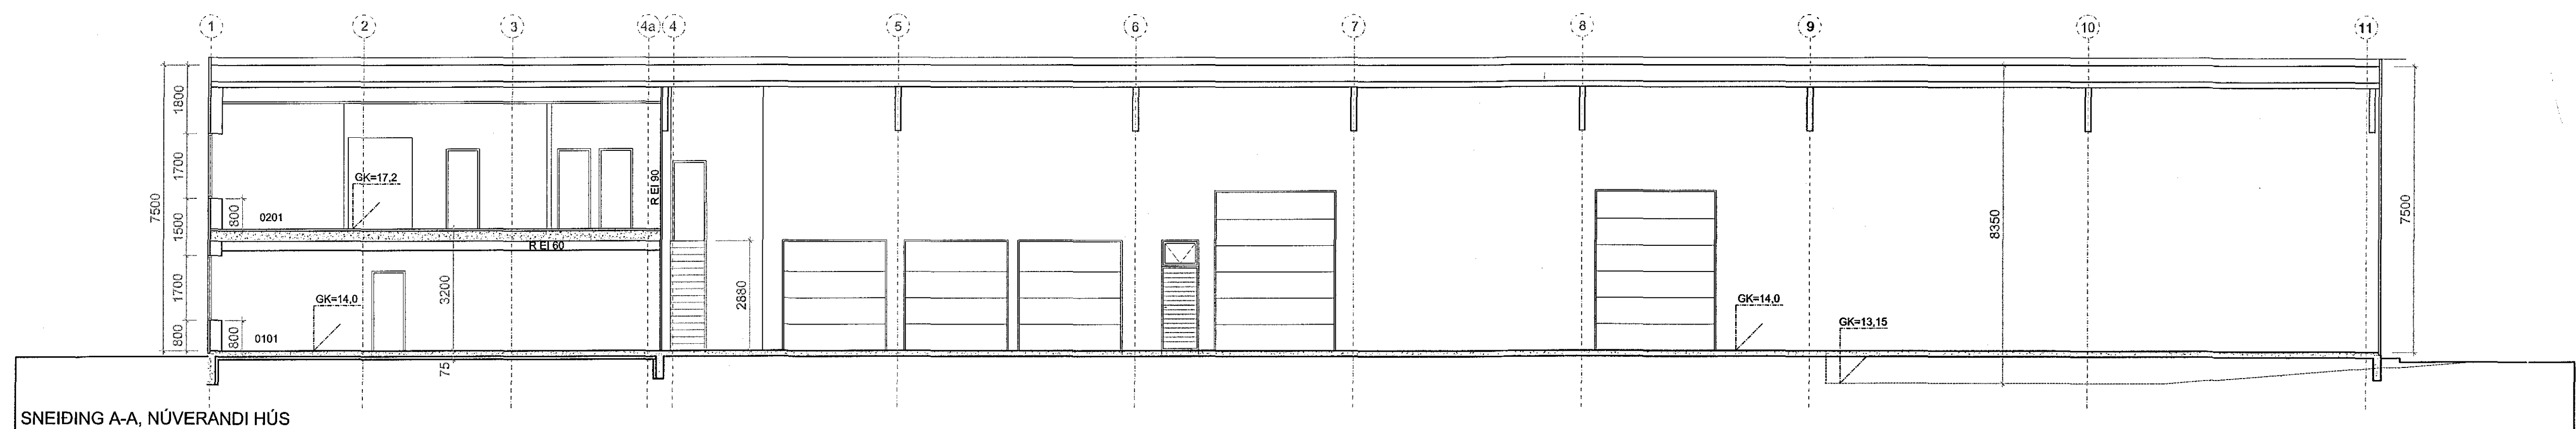 1 2 3 4a 4 5 6 7 8 9 10 11
7500
1800
1700
1500
1700
800
800
800
GK=17,2
0201
R EI 90
R EI 60
GK=14,0
0101
3200
75
2880
GK=14,0
GK=13,15
8350
7500
SNEIÐING A-A, NÚVERANDI HÚS